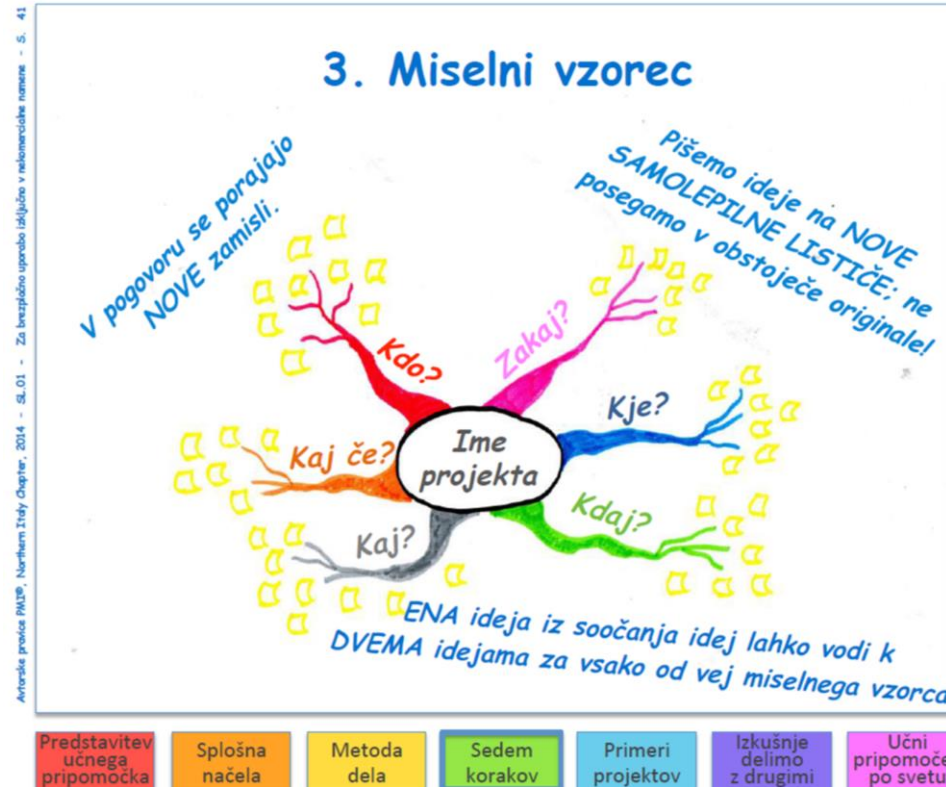 3. Miselni vzorec
V pogovoru se porajajo
NOVE zamisli.
Pišemo ideje na NOVE
SAMOLEPILNE LISTIČE; ne
posegamo v obstoječe originale!
Kdo?
Zakaj?
Kje?
Kaj če?
Ime
projekta
Kdaj?
Kaj?
ENA ideja iz soočanja idej lahko vodi k
DVEMA idejama za vsako od vej miselnega vzorca
Avtorske pravice PMI®, Northern Italy Chapter, 2014 - SL.01 - Za brezplačno uporabo izključno v nekomercialne namene - S. 41
Predstavitev
učnega
pripomočka
Splošna
načela
Metoda
dela
Sedem
korakov
Primeri
projektov
Izkušnje
delimo
z drugimi
Učni
pripomoče
po svetu